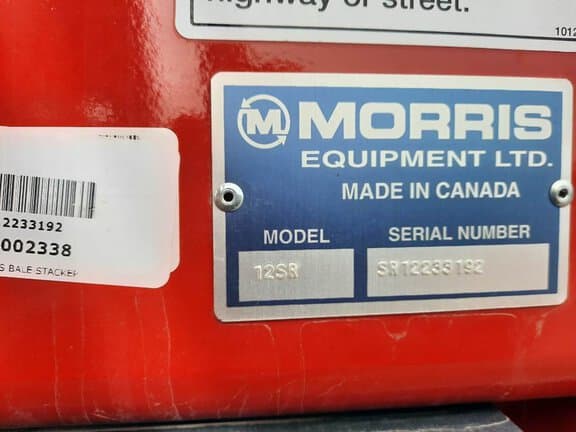 highway or street.
1012
M MORRIS
EQUIPMENT LTD.
MADE IN CANADA
MODEL
SERIAL NUMBER
12SR
SR12233192
2233192
002338
S BALE STACKER